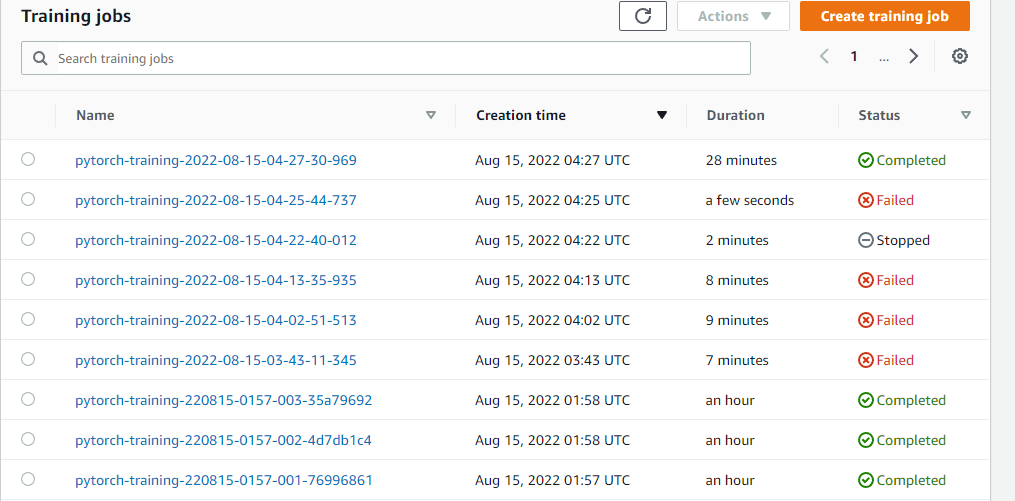 Training jobs
Actions
Create training job
Search training jobs
1 ...
Name Creation time Duration Status
pytorch-training-2022-08-15-04-27-30-969 Aug 15, 2022 04:27 UTC 28 minutes Completed
pytorch-training-2022-08-15-04-25-44-737 Aug 15, 2022 04:25 UTC a few seconds Failed
pytorch-training-2022-08-15-04-22-40-012 Aug 15, 2022 04:22 UTC 2 minutes Stopped
pytorch-training-2022-08-15-04-13-35-935 Aug 15, 2022 04:13 UTC 8 minutes Failed
pytorch-training-2022-08-15-04-02-51-513 Aug 15, 2022 04:02 UTC 9 minutes Failed
pytorch-training-2022-08-15-03-43-11-345 Aug 15, 2022 03:43 UTC 7 minutes Failed
pytorch-training-220815-0157-003-35a79692 Aug 15, 2022 01:58 UTC an hour Completed
pytorch-training-220815-0157-002-4d7db1c4 Aug 15, 2022 01:58 UTC an hour Completed
pytorch-training-220815-0157-001-76996861 Aug 15, 2022 01:57 UTC an hour Completed